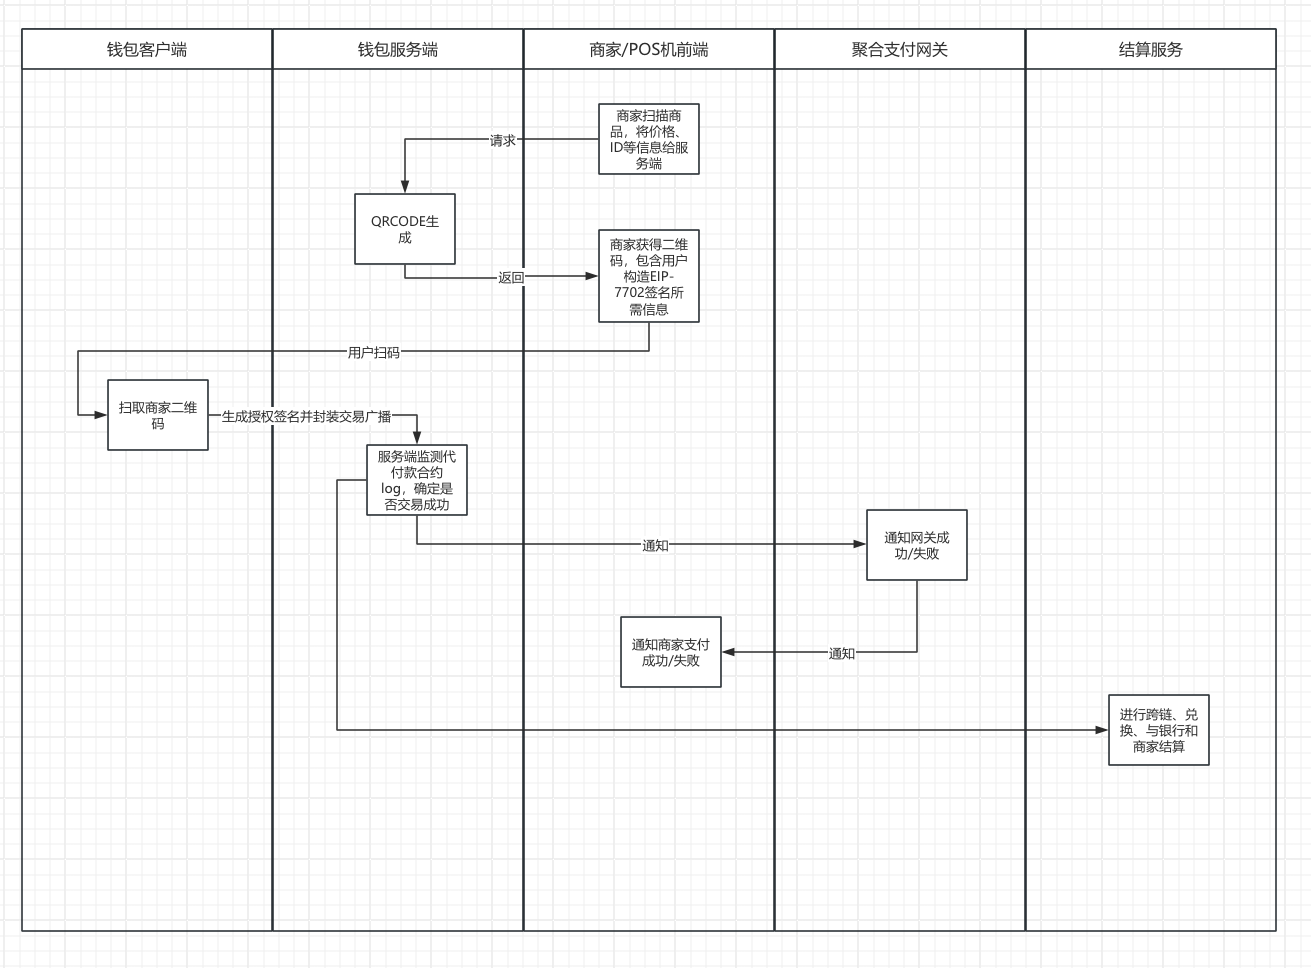 钱包客户端
钱包服务端
商家/POS机前端
聚合支付网关
结算服务
商家扫描商
品，将价格、
ID等信息给服
务端
请求
QRCODE生
成
返回
商家获得二维
码，包含用户
构造EIP-
7702签名所
需信息
用户扫码
扫取商家二维
码
生成授权签名并封装交易广播
服务端监测代
付款合约
log，确定是
否交易成功
通知
通知网关成
功/失败
通知
通知商家支付
成功/失败
进行跨链、兑
换、与银行和
商家结算